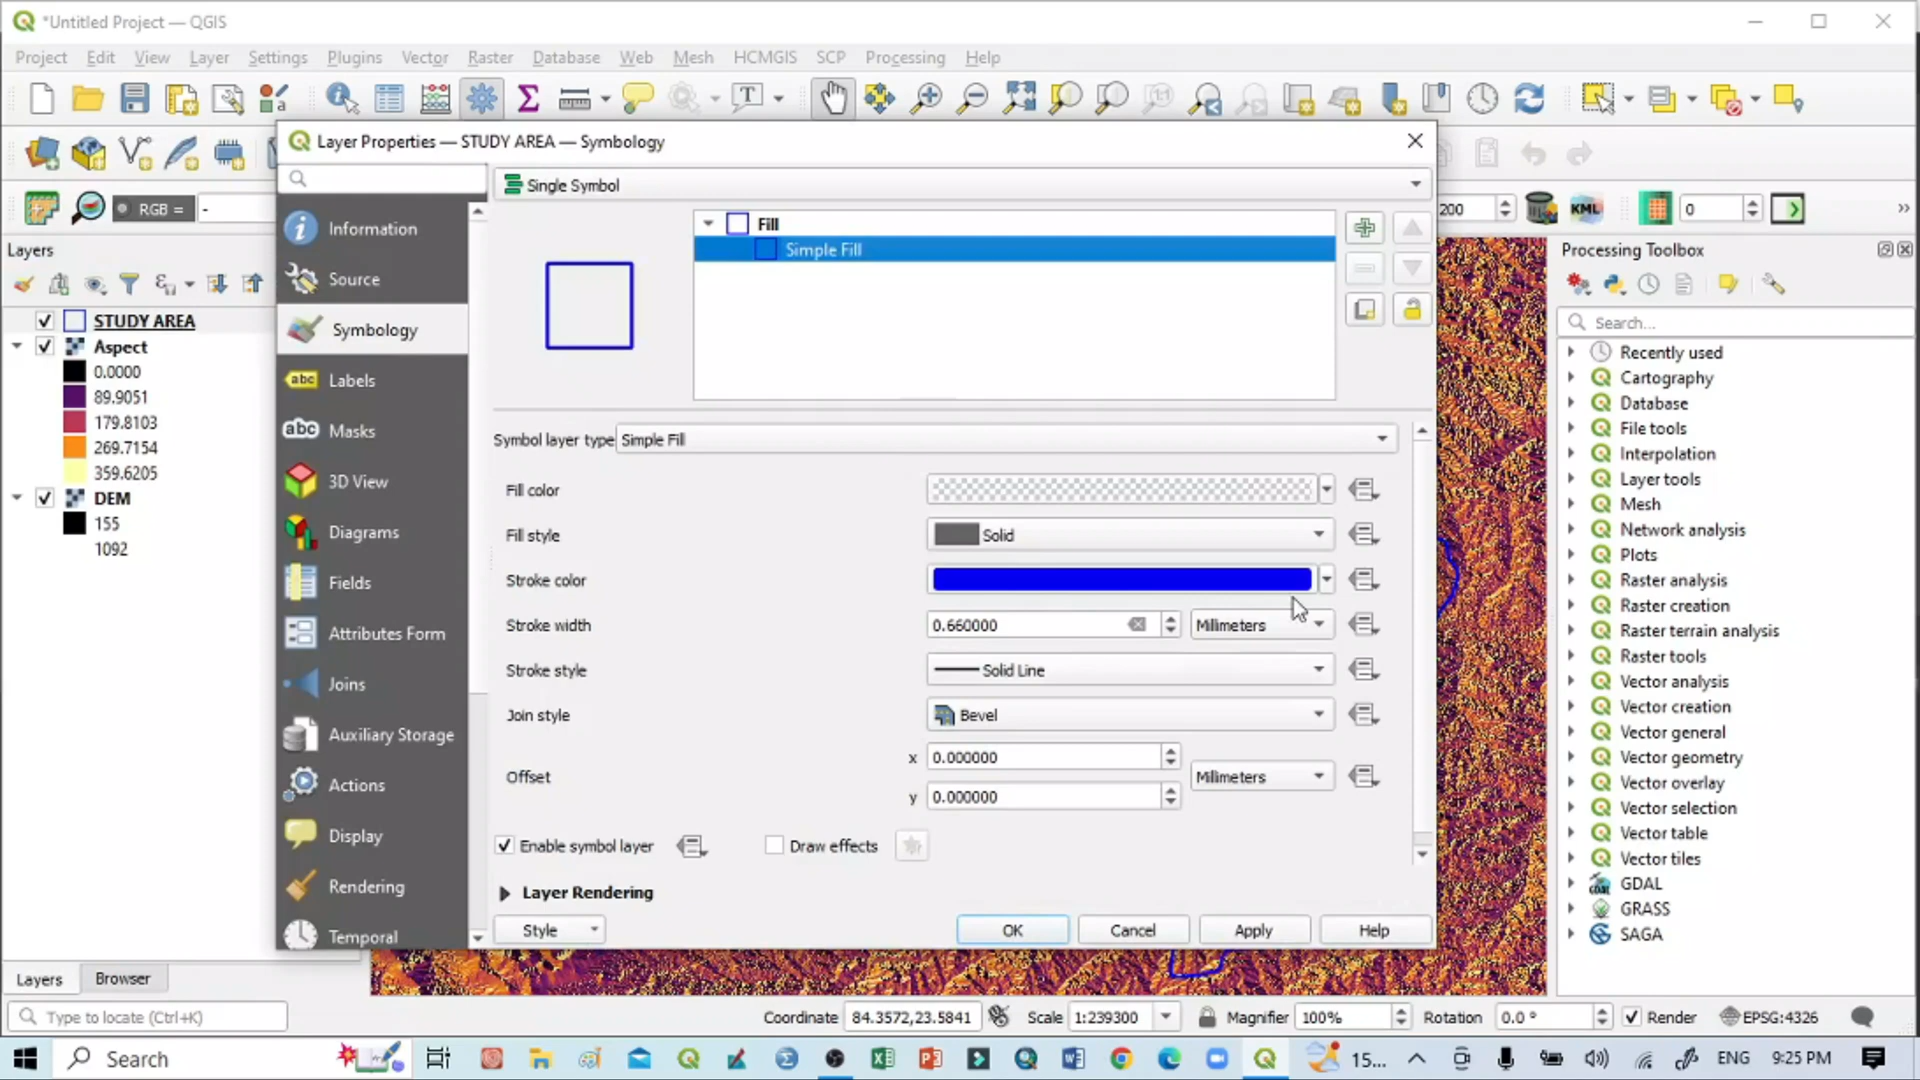 *Untitled Project — QGIS
Project Edit View Layer Settings Plugins Vector Raster Database Web Mesh HCMGIS SCP Processing Help
Layer Properties — STUDY AREA — Symbology
RGB = -
Single Symbol
200
KML
0
Layers
Information
Source
Symbology
Labels
Masks
3D View
Diagrams
Fields
Attributes Form
Joins
Auxiliary Storage
Actions
Display
Rendering
Temporal
Fill
Simple Fill
STUDY AREA
Aspect
0.0000
89.9051
179.8103
269.7154
359.6205
DEM
155
1092
Symbol layer type Simple Fill
Fill color
Fill style Solid
Stroke color
Stroke width 0.660000 Millimeters
Stroke style Solid Line
Join style Bevel
Offset x 0.000000 Millimeters
y 0.000000
Enable symbol layer Draw effects
Layer Rendering
Style OK Cancel Apply Help
Processing Toolbox
Search...
Recently used
Cartography
Database
File tools
Interpolation
Layer tools
Mesh
Network analysis
Plots
Raster analysis
Raster creation
Raster terrain analysis
Raster tools
Vector analysis
Vector creation
Vector general
Vector geometry
Vector overlay
Vector selection
Vector table
Vector tiles
GDAL
GRASS
SAGA
Layers Browser
Type to locate (Ctrl+K) Coordinate 84.3572,23.5841 Scale 1:239300 Magnifier 100% Rotation 0.0 ° Render EPSG:4326
Search 15... ENG 9:25 PM